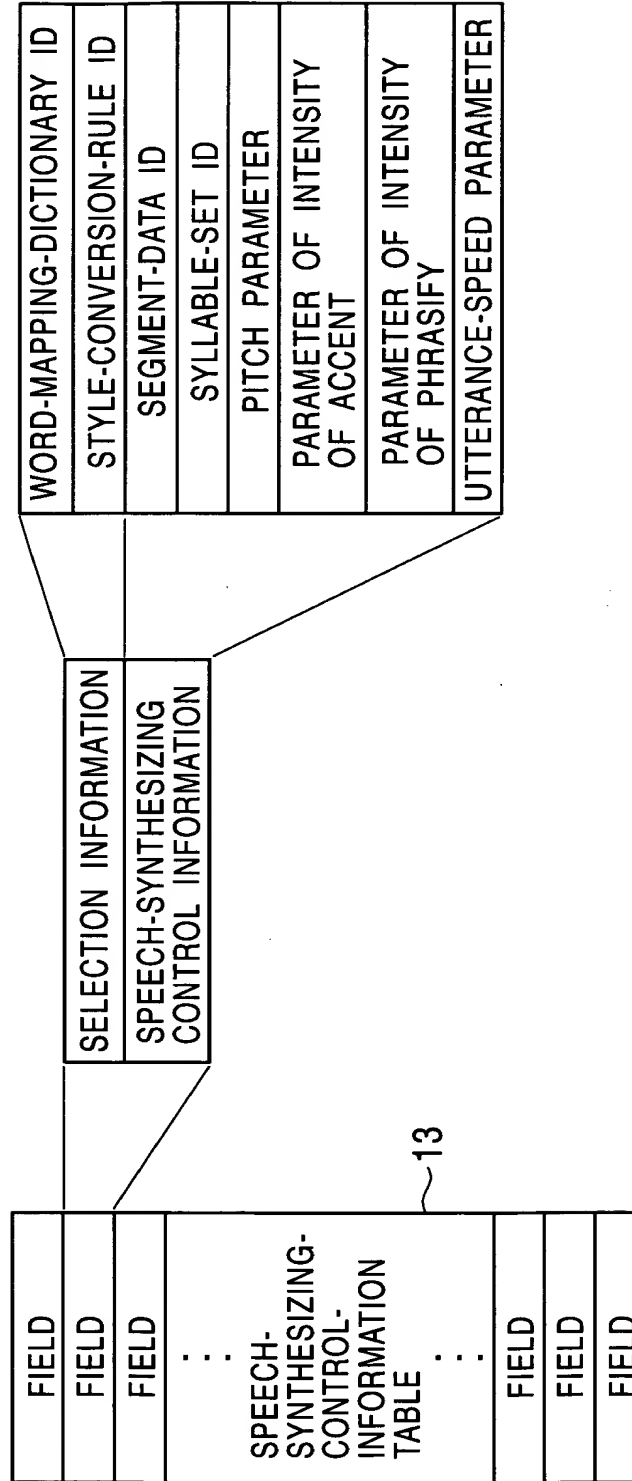 FIELD
FIELD
FIELD
. . .
SPEECH-
SYNTHESIZING-
CONTROL-
INFORMATION
TABLE
. . .
FIELD
FIELD
FIELD
13
SELECTION INFORMATION
SPEECH-SYNTHESIZING
CONTROL INFORMATION
WORD-MAPPING-DICTIONARY ID
STYLE-CONVERSION-RULE ID
SEGMENT-DATA ID
SYLLABLE-SET ID
PITCH PARAMETER
PARAMETER OF INTENSITY
OF ACCENT
PARAMETER OF INTENSITY
OF PHRASIFY
UTTERANCE-SPEED PARAMETER